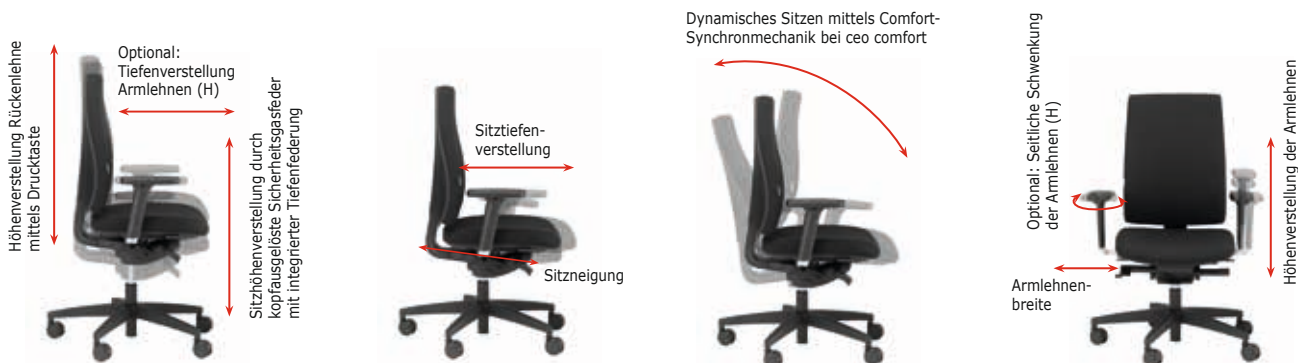 Höhenverstellung Rückenlehne
mittels Drucktaste
Optional:
Tiefenverstellung
Armlehnen (H)
Sitzhöhenverstellung durch
kopfausgelöste Sicherheitsgasfeder
mit integrierter Tiefenfederung
Sitztiefen-
verstellung
Sitzneigung
Dynamisches Sitzen mittels Comfort-
Synchronmechanik bei ceo comfort
Optional: Seitliche Schwenkung
der Armlehnen (H)
Armlehnen-
breite
Höhenverstellung der Armlehnen